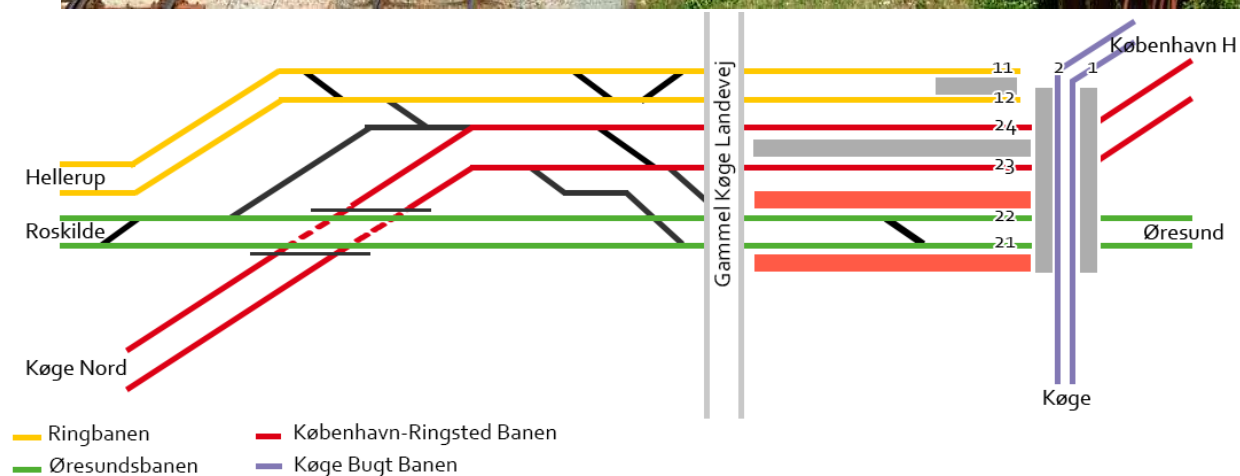 København H
11
2
1
12
24
Gammel Køge Landevej
23
Hellerup
22
Roskilde
Øresund
21
Køge Nord
Køge
Ringbanen
København-Ringsted Banen
Øresundsbanen
Køge Bugt Banen